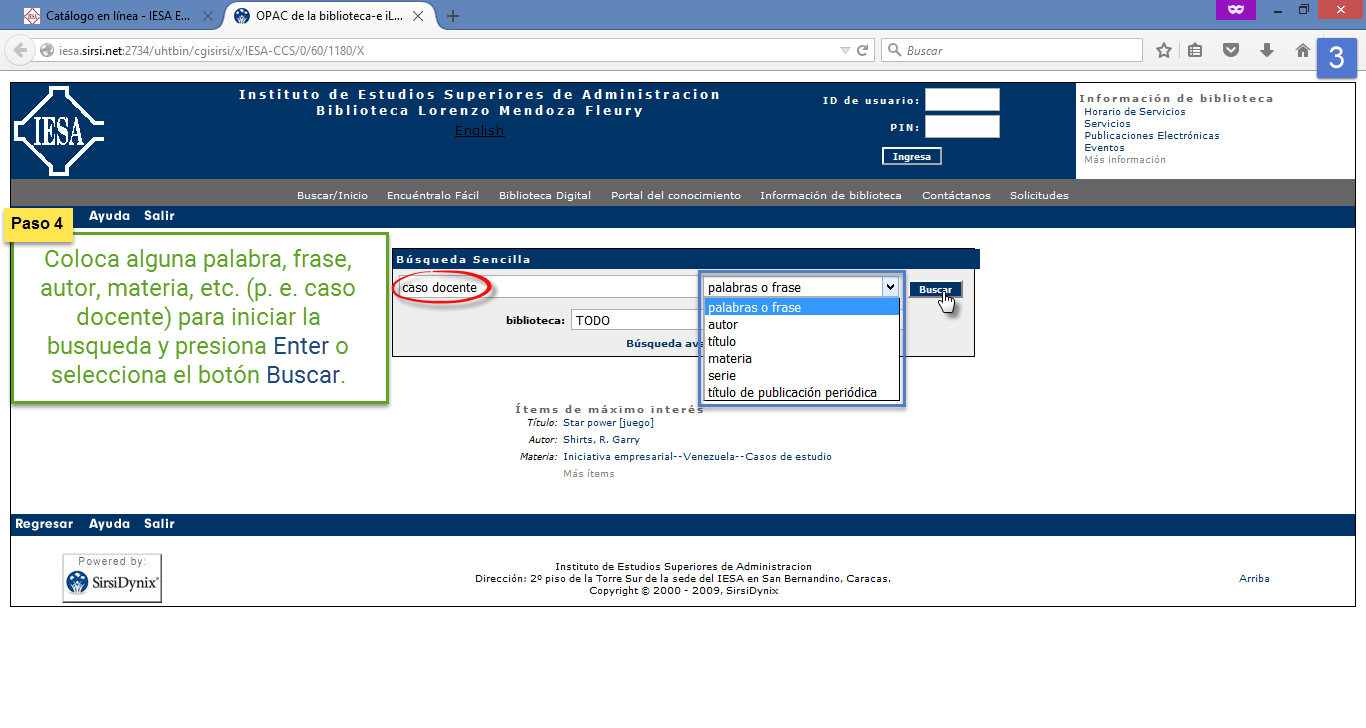 Catálogo en línea - IESA E...
OPAC de la biblioteca-e iL...
iesa.sirsi.net:2734/uhtbin/cgisirsi/x/IESA-CCS/0/60/1180/X
Buscar
3
IESA
Instituto de Estudios Superiores de Administracion
Biblioteca Lorenzo Mendoza Fleury
English
ID de usuario:
PIN:
Ingresa
Información de biblioteca
Horario de Servicios
Servicios
Publicaciones Electrónicas
Eventos
Más información
Buscar/Inicio Encuéntralo Fácil Biblioteca Digital Portal del conocimiento Información de biblioteca Contáctanos Solicitudes
Ayuda Salir
Paso 4
Coloca alguna palabra, frase,
autor, materia, etc. (p. e. caso
docente) para iniciar la
busqueda y presiona Enter o
selecciona el botón Buscar.
Búsqueda Sencilla
caso docente
palabras o frase
Buscar
palabras o frase
autor
título
materia
serie
título de publicación periódica
biblioteca: TODO
Búsqueda ava
Ítems de máximo interés
Título: Star power [juego]
Autor: Shirts, R. Garry
Materia: Iniciativa empresarial--Venezuela--Casos de estudio
Más ítems
Regresar Ayuda Salir
Powered by:
SirsiDynix®
Instituto de Estudios Superiores de Administracion
Dirección: 2º piso de la Torre Sur de la sede del IESA en San Bernandino, Caracas.
Copyright © 2000 - 2009, SirsiDynix
Arriba